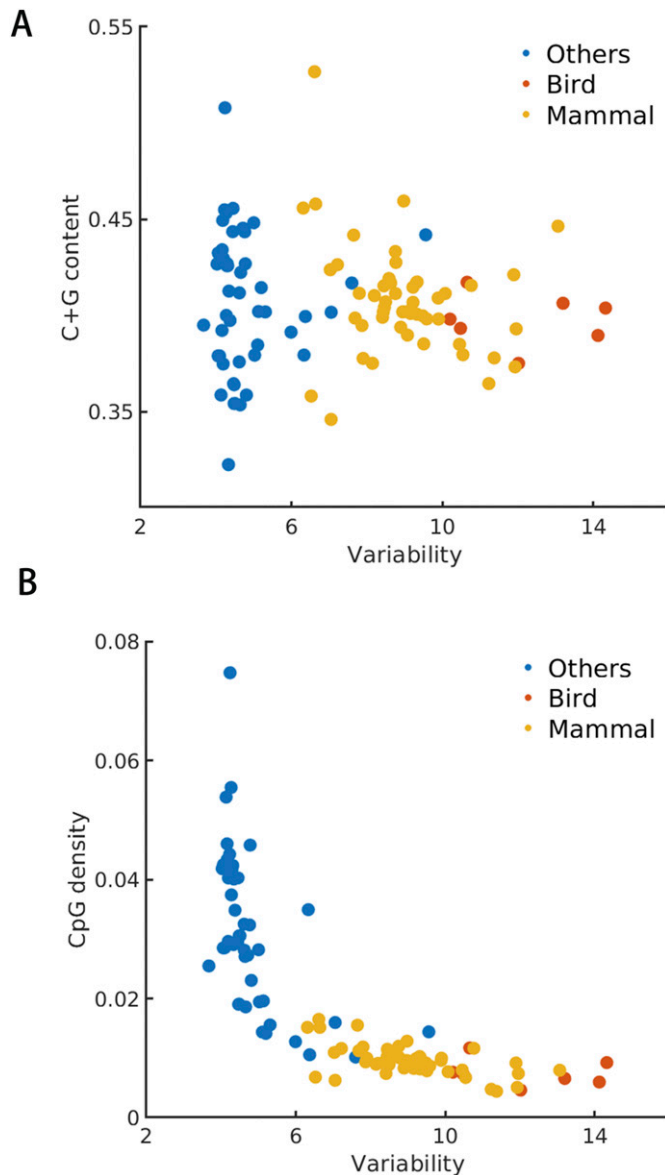 A
0.55
Others
Bird
Mammal
0.45
C+G content
0.35
2 6 10 14
Variability
B
0.08
Others
Bird
Mammal
0.06
CpG density
0.04
0.02
0
2 6 10 14
Variability